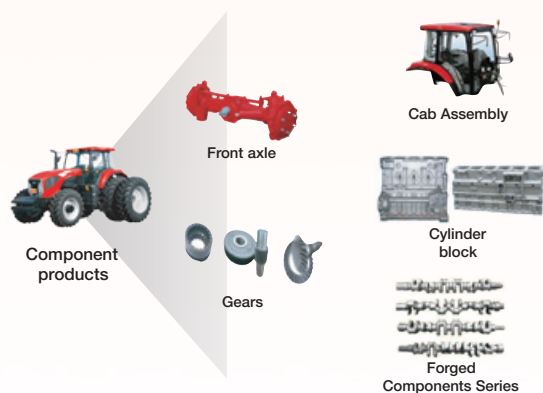 Component
products
Front axle
Gears
Cab Assembly
Cylinder
block
Forged
Components Series